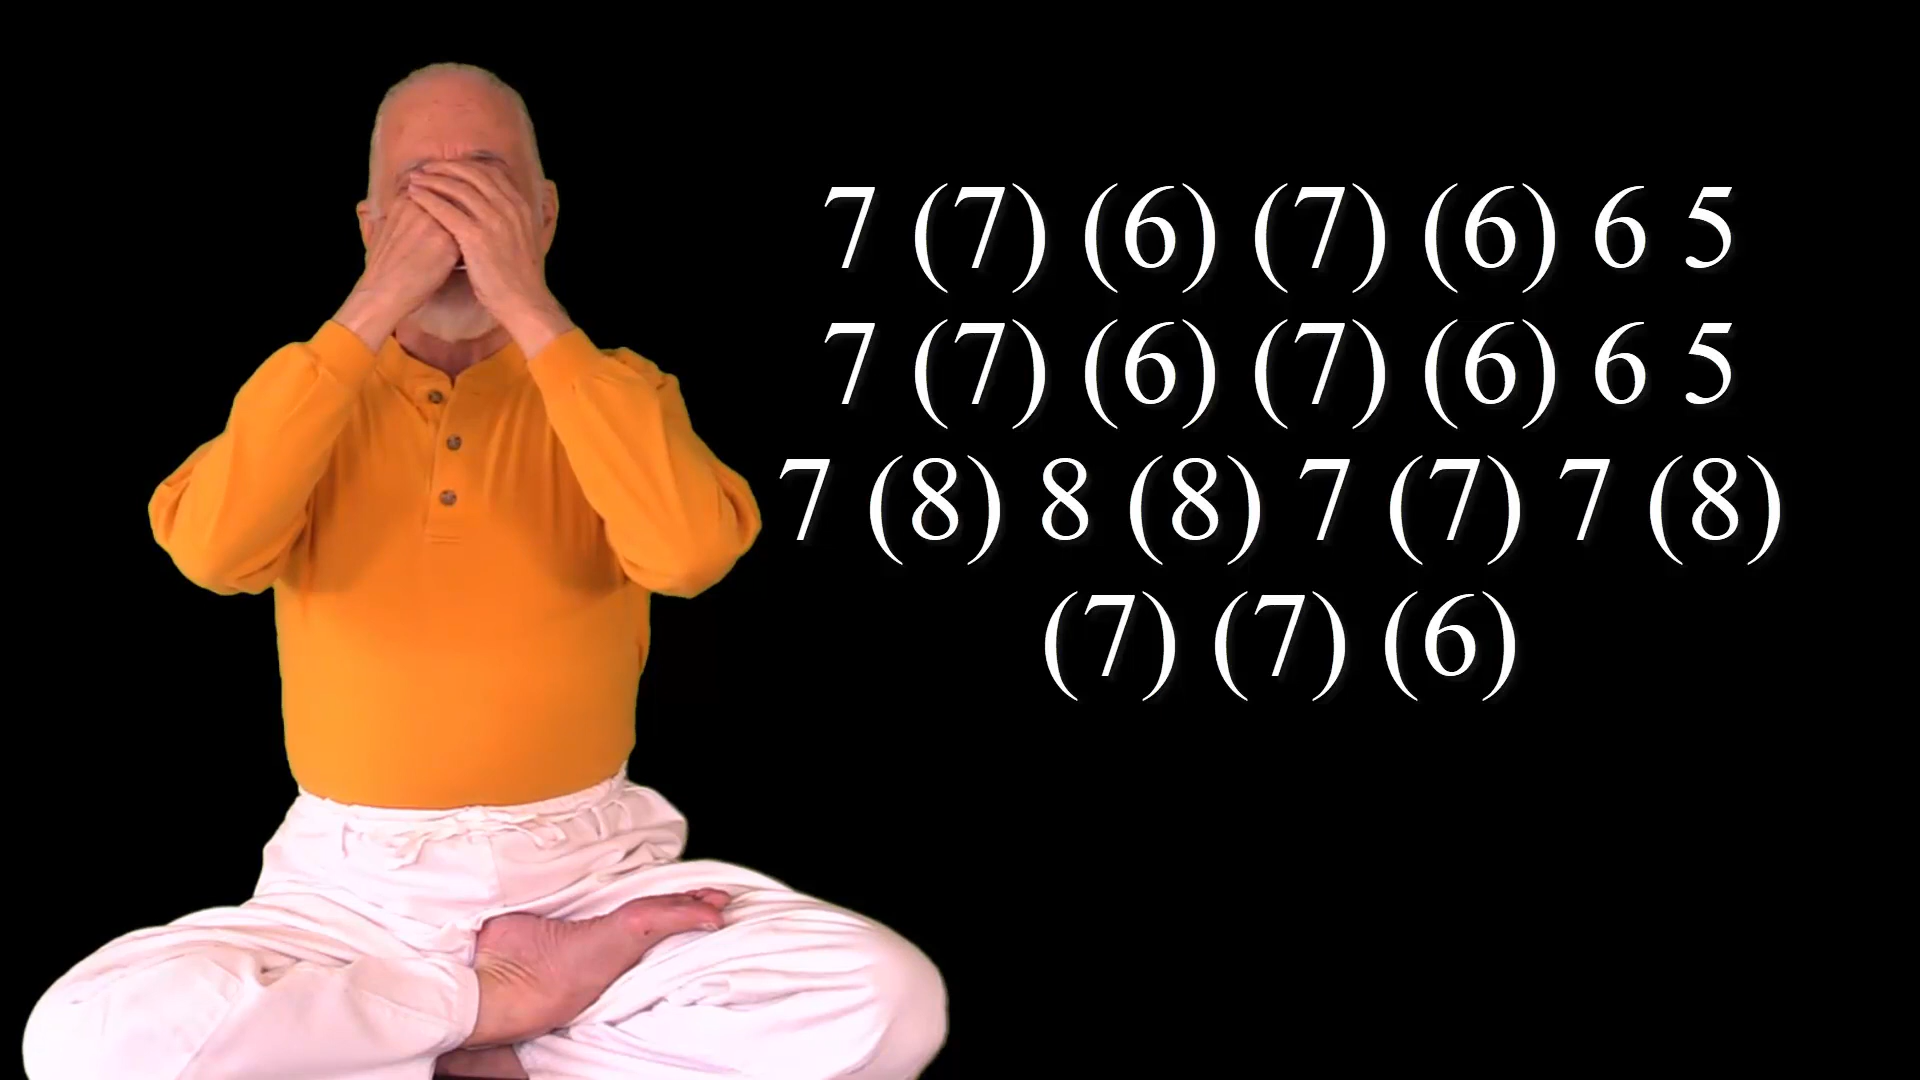 7 (7) (6) (7) (6) 6 5
7 (7) (6) (7) (6) 6 5
7 (8) 8 (8) 7 (7) 7 (8)
(7) (7) (6)